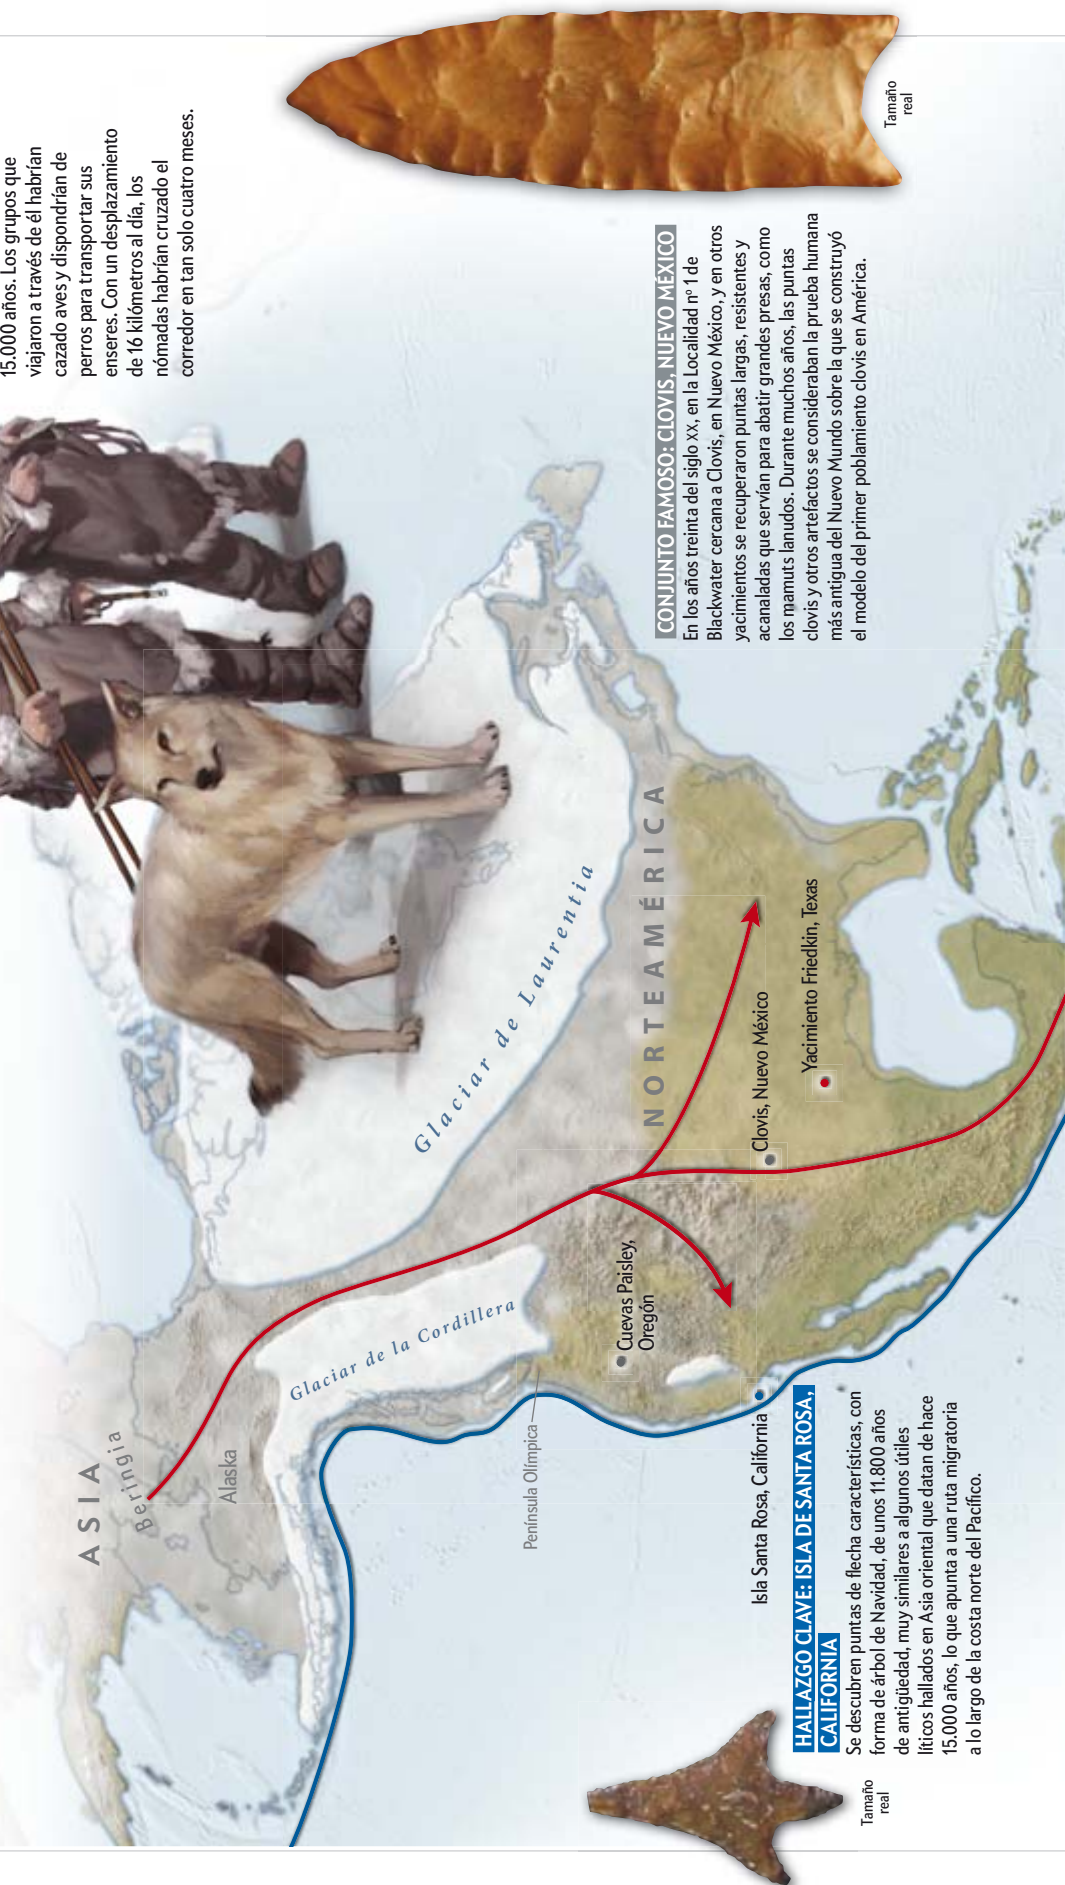 15.000 años. Los grupos que
viajaron a través de él habrían
cazado aves y dispondrían de
perros para transportar sus
enseres. Con un desplazamiento
de 16 kilómetros al día, los
nómadas habrían cruzado el
corredor en tan solo cuatro meses.
ASIA
Beringia
Alaska
Glaciar de la Cordillera
Glaciar de Laurentia
Península Olímpica
NORTEAMÉRICA
Cuevas Paisley,
Oregón
Isla Santa Rosa, California
Clovis, Nuevo México
Yacimiento Friedkin, Texas
HALLAZGO CLAVE: ISLA DE SANTA ROSA,
CALIFORNIA
Se descubren puntas de flecha características, con
forma de árbol de Navidad, de unos 11.800 años
de antigüedad, muy similares a algunos útiles
líticos hallados en Asia oriental que datan de hace
15.000 años, lo que apunta a una ruta migratoria
a lo largo de la costa norte del Pacífico.
Tamaño
real
CONJUNTO FAMOSO: CLOVIS, NUEVO MÉXICO
En los años treinta del siglo XX, en la Localidad nº 1 de
Blackwater cercana a Clovis, en Nuevo México, y en otros
yacimientos se recuperaron puntas largas, resistentes y
acanaladas que servían para abatir grandes presas, como
los mamuts lanudos. Durante muchos años, las puntas
clovis y otros artefactos se consideraban la prueba humana
más antigua del Nuevo Mundo sobre la que se construyó
el modelo del primer poblamiento clovis en América.
Tamaño
real